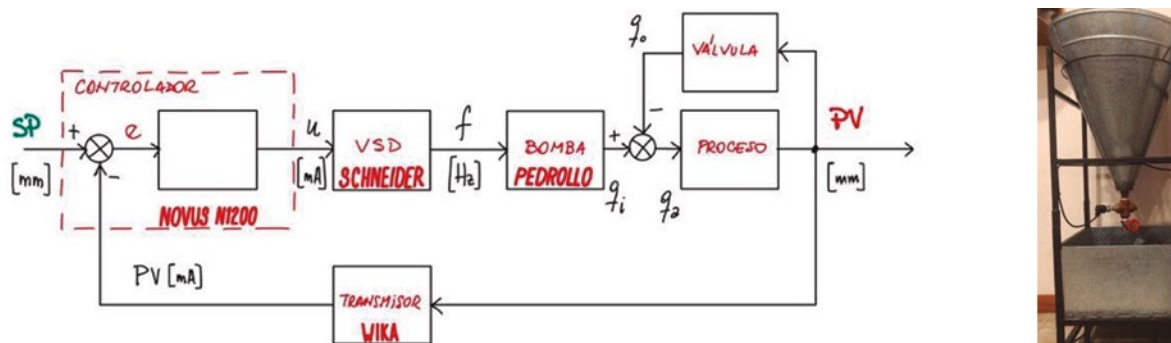 CONTROLADOR
SP
+
e
-
[mm]
u
[mA]
NOVUS N1200
VSD
SCHNEIDER
f
[Hz]
BOMBA
PEDROLLO
+
qi
q₀
-
q₂
VÁLVULA
PROCESO
PV
[mm]
PV [mA]
TRANSMISOR
WIKA